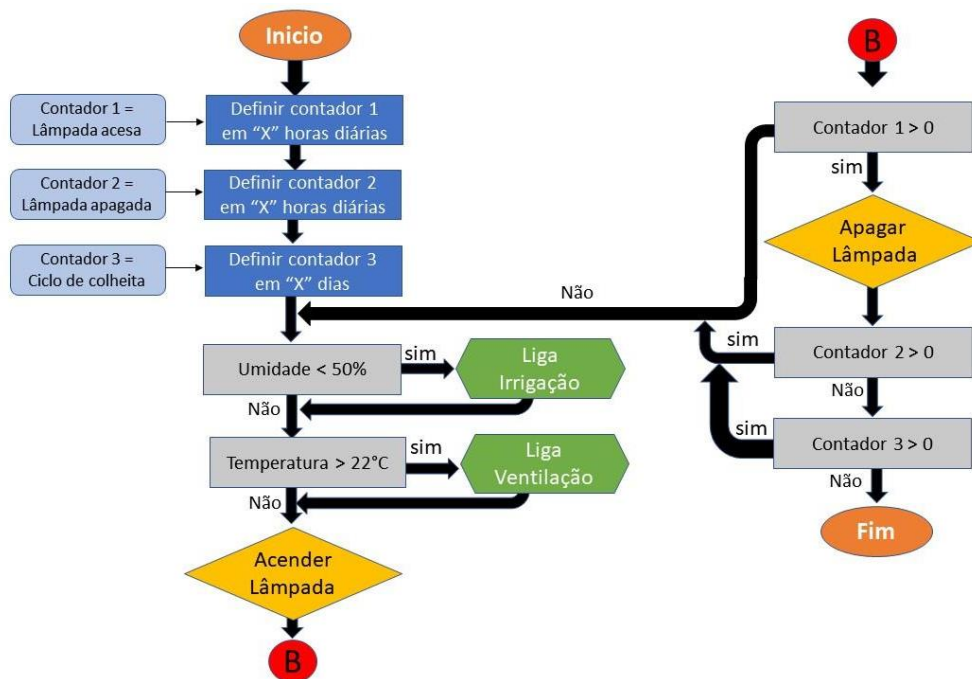 Inicio
Contador 1 =
Lâmpada acesa
Definir contador 1
em “X” horas diárias
Contador 2 =
Lâmpada apagada
Definir contador 2
em “X” horas diárias
Contador 3 =
Ciclo de colheita
Definir contador 3
em “X” dias
Umidade < 50%
sim
Liga
Irrigação
Não
Temperatura > 22°C
sim
Liga
Ventilação
Não
Acender
Lâmpada
B
B
Contador 1 > 0
Não
sim
Apagar
Lâmpada
Contador 2 > 0
sim
Não
Contador 3 > 0
sim
Não
Fim